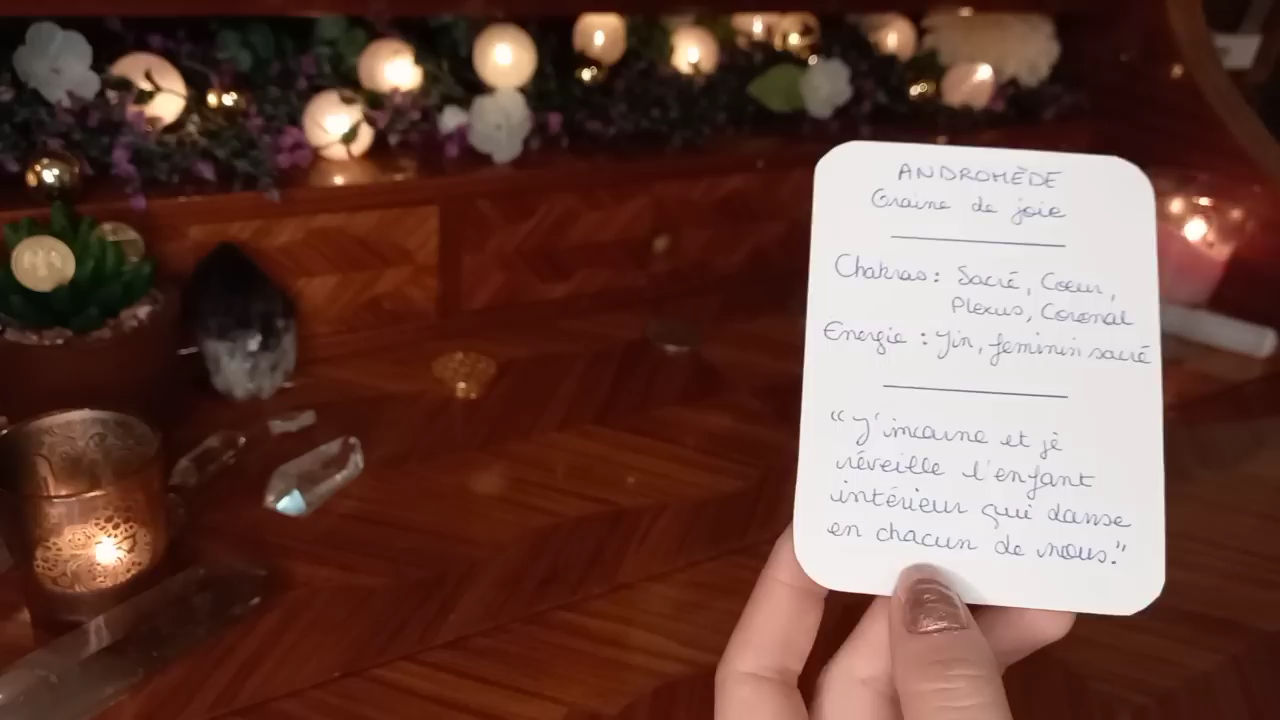 ANDROMÈDE
Graine de joie
Chakras : Sacré, Coeur,
Plexus, Coronal
Energie : Yin, feminin sacré
"J'incarne et je
réveille l'enfant
intérieur qui danse
en chacun de nous."